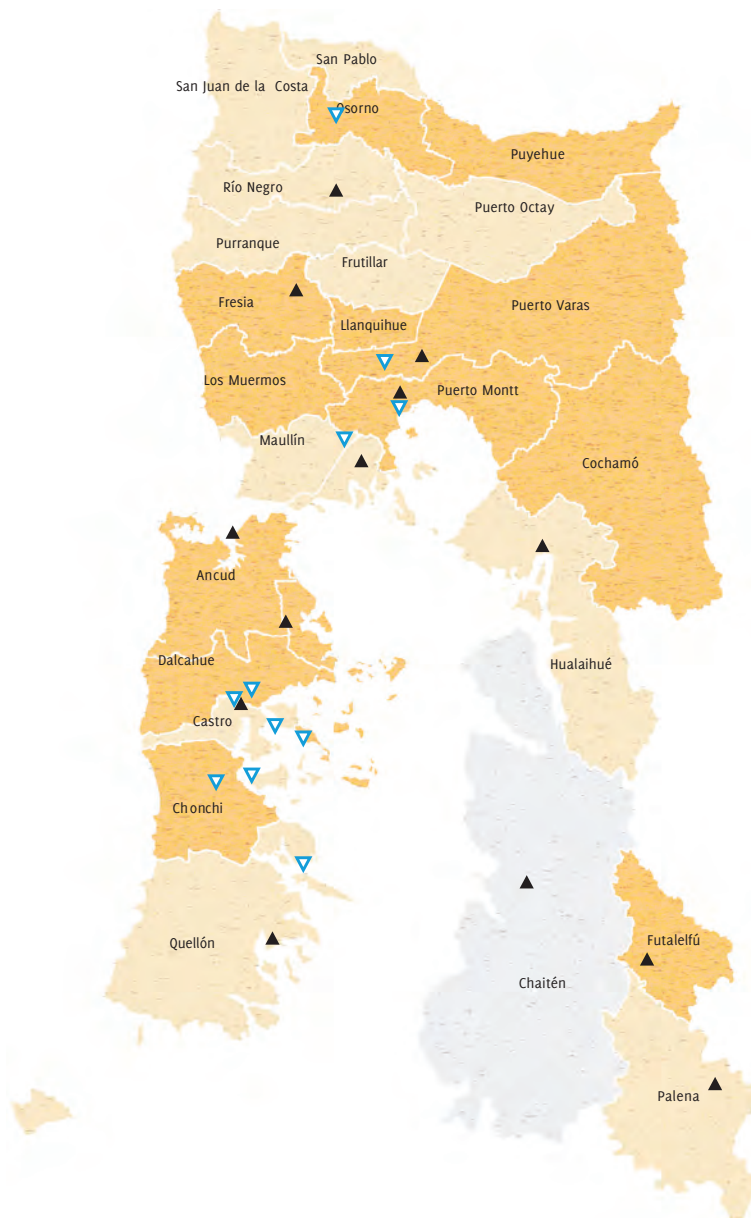 San Pablo
San Juan de la Costa
Osorno
Puyehue
Río Negro
Puerto Octay
Purranque
Frutillar
Fresia
Puerto Varas
Llanquihue
Los Muermos
Puerto Montt
Maullín
Cochamó
Ancud
Dalcahue
Hualaihué
Castro
Chonchi
Quellón
Futalelfú
Chaitén
Palena